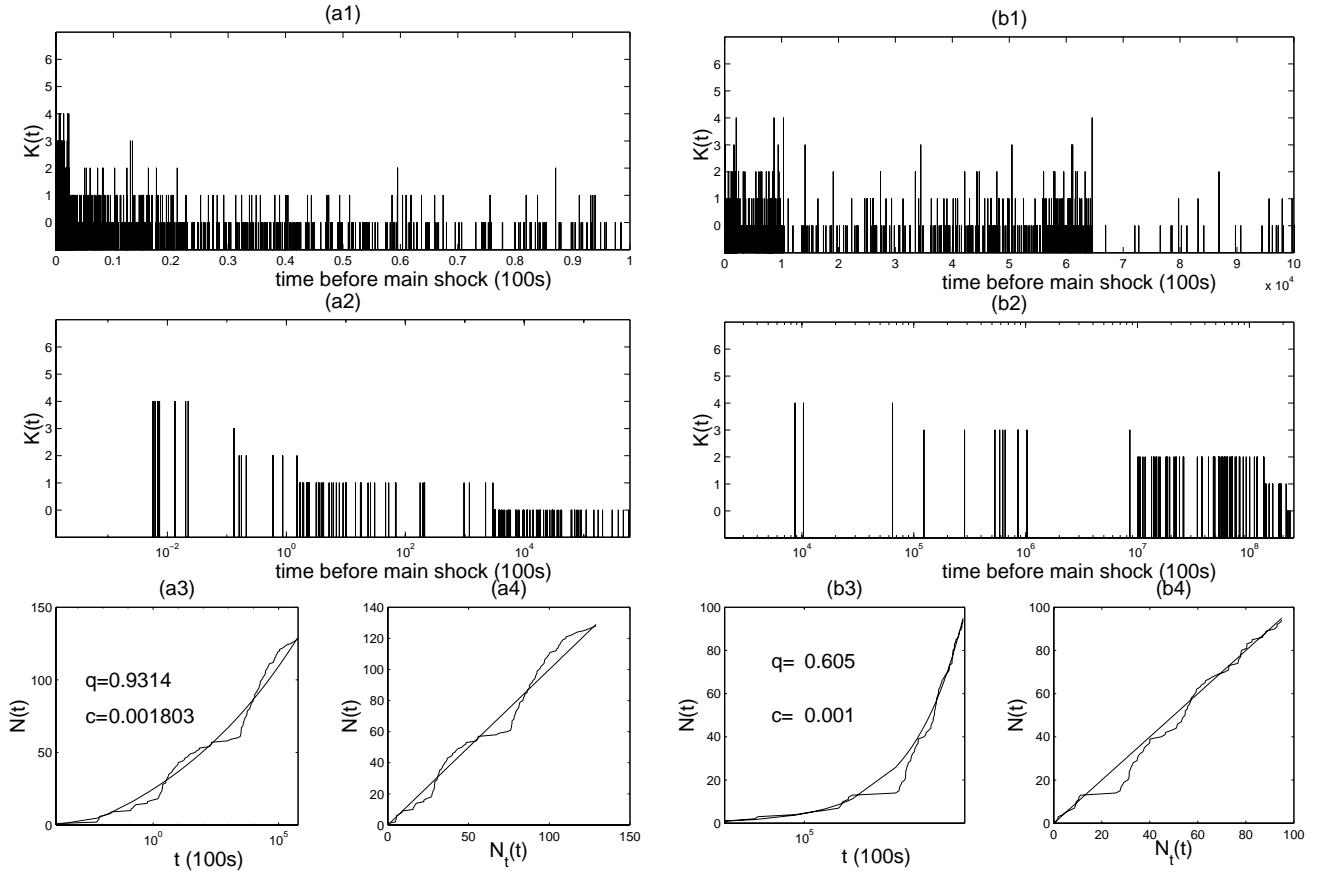 (a1)
K(t)
6
5
4
3
2
1
0
0 0.1 0.2 0.3 0.4 0.5 0.6 0.7 0.8 0.9 1
time before main shock (100s)
(b1)
K(t)
6
5
4
3
2
1
0
0 1 2 3 4 5 6 7 8 9 10
x 10^4
time before main shock (100s)
(a2)
K(t)
6
5
4
3
2
1
0
10^-2 10^0 10^2 10^4
time before main shock (100s)
(b2)
K(t)
6
5
4
3
2
1
0
10^4 10^5 10^6 10^7 10^8
time before main shock (100s)
(a3)
N(t)
150
100
50
0
q=0.9314
c=0.001803
10^0 10^5
t (100s)
(a4)
N(t)
140
120
100
80
60
40
20
0
0 50 100 150
N_t(t)
(b3)
N(t)
100
80
60
40
20
0
q= 0.605
c= 0.001
10^5
t (100s)
(b4)
N(t)
100
80
60
40
20
0
0 20 40 60 80 100
N_t(t)